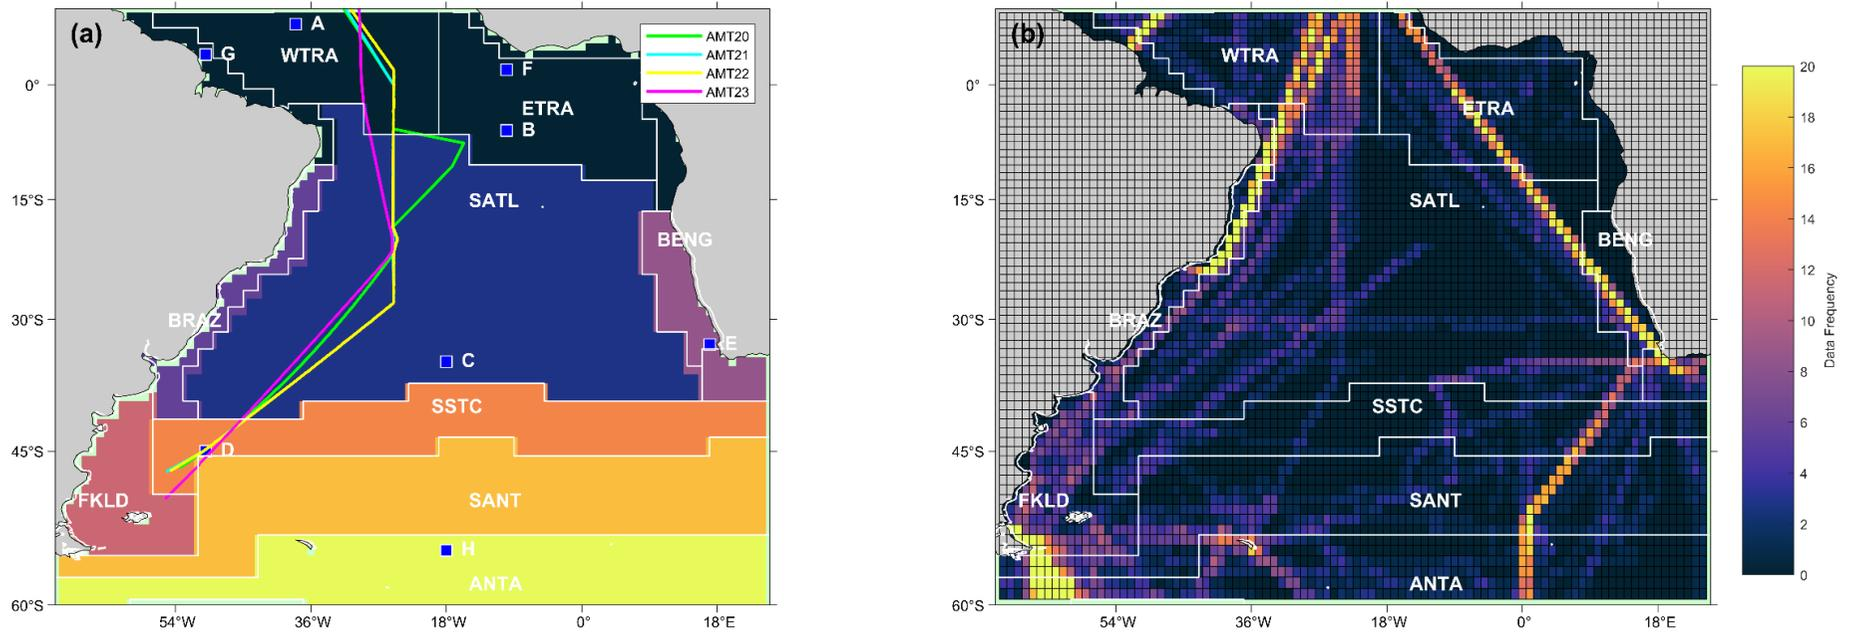 (a)
A
G
WTRA
F
ETRA
B
AMT20
AMT21
AMT22
AMT23
SATL
BENG
BRAZ
E
C
SSTC
D
FKLD
SANT
H
ANTA
0°
15°S
30°S
45°S
60°S
54°W
36°W
18°W
0°
18°E
(b)
WTRA
ETRA
SATL
BENG
BRAZ
SSTC
FKLD
SANT
ANTA
0°
15°S
30°S
45°S
60°S
54°W
36°W
18°W
0°
18°E
20
18
16
14
12
10
8
6
4
2
0
Data Frequency